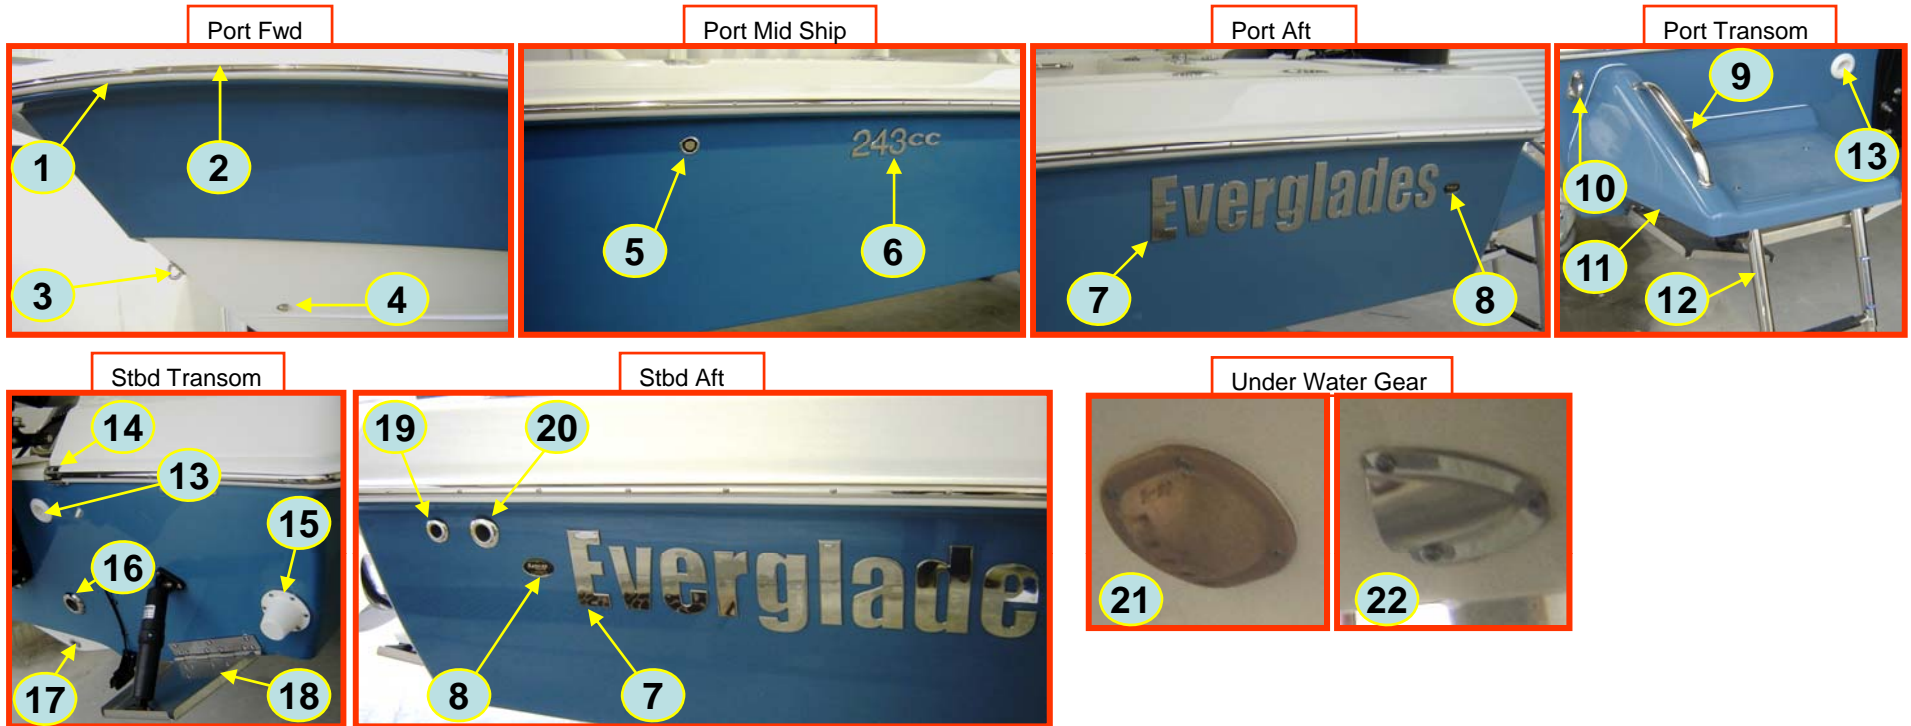 Port Fwd
Port Mid Ship
Port Aft
Port Transom
1
2
3
4
243cc
5
6
Everglades
7
8
9
10
11
12
13
Stbd Transom
Stbd Aft
Under Water Gear
14
13
15
16
17
18
19
20
Everglade
8
7
21
22